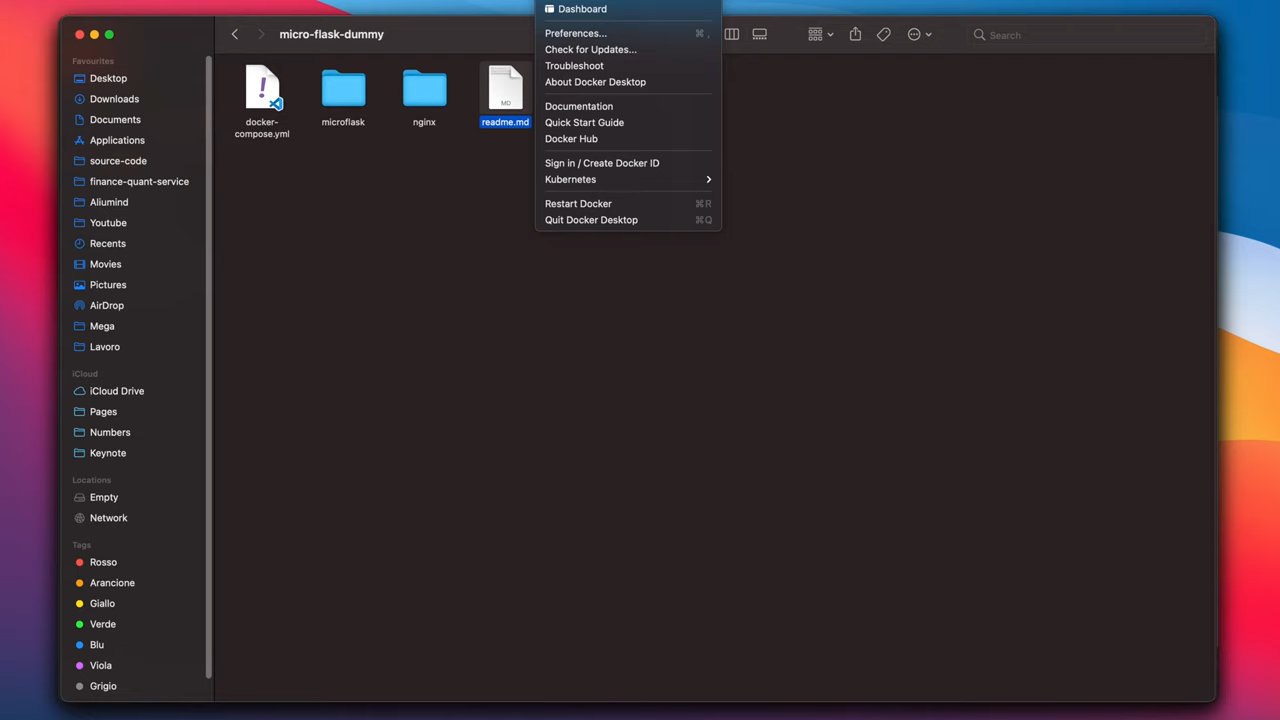 Dashboard
micro-flask-dummy
Search
Favourites
Desktop
Downloads
Documents
Applications
source-code
finance-quant-service
Aliumind
Youtube
Recents
Movies
Pictures
AirDrop
Mega
Lavoro
iCloud
iCloud Drive
Pages
Numbers
Keynote
Locations
Empty
Network
Tags
Rosso
Arancione
Giallo
Verde
Blu
Viola
Grigio
!
docker-
compose.yml
microflask
nginx
MD
readme.md
Preferences... ⌘ ,
Check for Updates...
Troubleshoot
About Docker Desktop
Documentation
Quick Start Guide
Docker Hub
Sign in / Create Docker ID
Kubernetes
Restart Docker ⌘R
Quit Docker Desktop ⌘Q